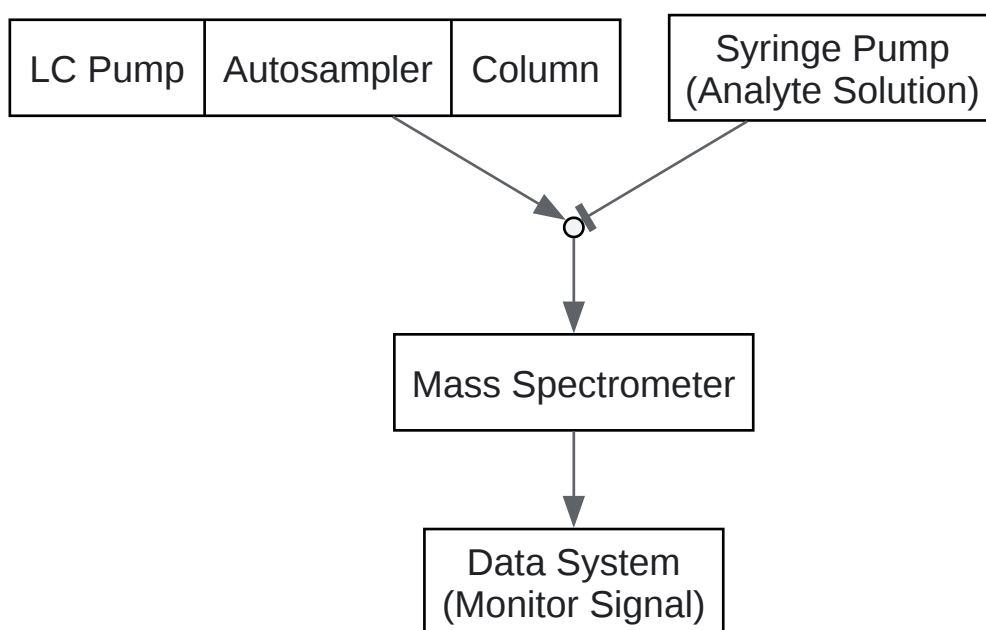 LC Pump
Autosampler
Column
Syringe Pump
(Analyte Solution)
Mass Spectrometer
Data System
(Monitor Signal)